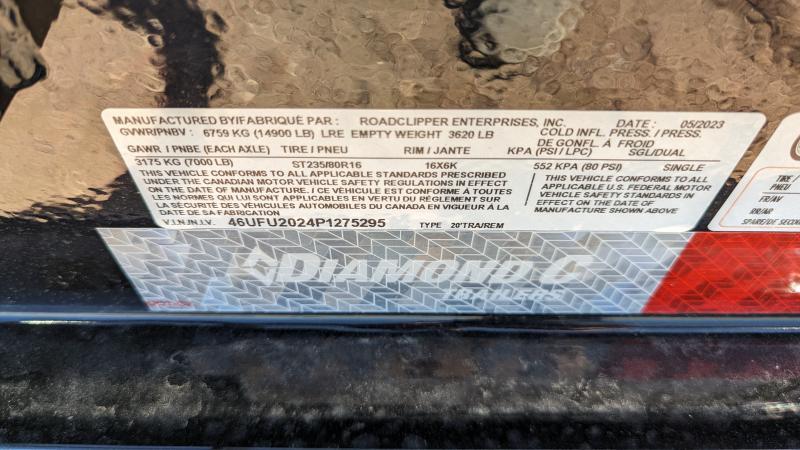 MANUFACTURED BY/FABRIQUÉ PAR : ROADCLIPPER ENTERPRISES, INC. DATE : 05/2023
GVWR/PNBV : 6759 KG (14900 LB) LRE EMPTY WEIGHT 3620 LB COLD INFL. PRESS./PRESS.
DE GONFL. À FROID
GAWR / PNBE (EACH AXLE) TIRE / PNEU RIM / JANTE KPA (PSI / LPC) SGL/DUAL
3175 KG (7000 LB) ST235/80R16 16X6K 552 KPA (80 PSI) SINGLE
THIS VEHICLE CONFORMS TO ALL APPLICABLE STANDARDS PRESCRIBED
UNDER THE CANADIAN MOTOR VEHICLE SAFETY REGULATIONS IN EFFECT
ON THE DATE OF MANUFACTURE. / CE VÉHICULE EST CONFORME À TOUTES
LES NORMES QUI LUI SONT APPLICABLES EN VERTU DU RÈGLEMENT SUR
LA SÉCURITÉ DES VÉHICULES AUTOMOBILES DU CANADA EN VIGUEUR À LA
DATE DE SA FABRICATION
THIS VEHICLE CONFORMS TO ALL
APPLICABLE U.S. FEDERAL MOTOR
VEHICLE SAFETY STANDARDS IN
EFFECT ON THE DATE OF
MANUFACTURE SHOWN ABOVE
V.I.N./N.I.V. 46UFU2024P1275295 TYPE 20'TRA/REM
TIRE /
PNEU
FR/AV
RR/AR
SPARE/DE SECO
DIAMOND C
TRAILERS